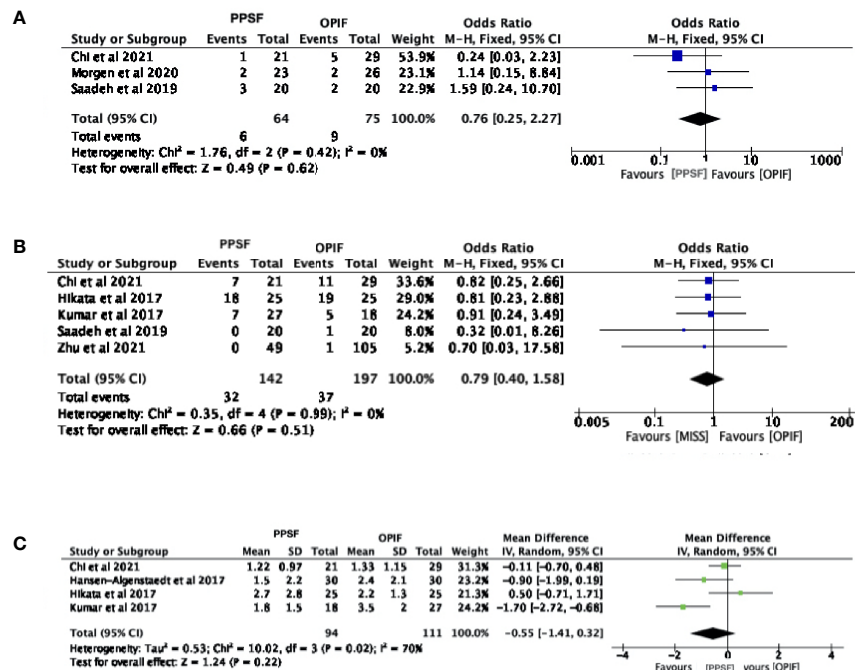 A
PPSF OPIF Odds Ratio Odds Ratio
Study or Subgroup Events Total Events Total Weight M-H, Fixed, 95% CI M-H, Fixed, 95% CI
Chi et al 2021 1 21 5 29 53.9% 0.24 [0.03, 2.23]
Morgen et al 2020 2 23 2 26 23.1% 1.14 [0.15, 8.84]
Saadeh et al 2019 3 20 2 20 22.9% 1.59 [0.24, 10.70]
Total (95% CI) 64 75 100.0% 0.76 [0.25, 2.27]
Total events 6 9
Heterogeneity: Chi² = 1.76, df = 2 (P = 0.42); I² = 0%
Test for overall effect: Z = 0.49 (P = 0.62)
0.001 0.1 1 10 1000
Favours [PPSF] Favours [OPIF]
B
PPSF OPIF Odds Ratio Odds Ratio
Study or Subgroup Events Total Events Total Weight M-H, Fixed, 95% CI M-H, Fixed, 95% CI
Chi et al 2021 7 21 11 29 33.6% 0.82 [0.25, 2.66]
Hikata et al 2017 18 25 19 25 29.0% 0.81 [0.23, 2.88]
Kumar et al 2017 7 27 5 18 24.2% 0.91 [0.24, 3.49]
Saadeh et al 2019 0 20 1 20 8.0% 0.32 [0.01, 8.26]
Zhu et al 2021 0 49 1 105 5.2% 0.70 [0.03, 17.58]
Total (95% CI) 142 197 100.0% 0.79 [0.40, 1.58]
Total events 32 37
Heterogeneity: Chi² = 0.35, df = 4 (P = 0.99); I² = 0%
Test for overall effect: Z = 0.66 (P = 0.51)
0.005 0.1 1 10 200
Favours [MISS] Favours [OPIF]
C
PPSF OPIF Mean Difference Mean Difference
Study or Subgroup Mean SD Total Mean SD Total Weight IV, Random, 95% CI IV, Random, 95% CI
Chi et al 2021 1.22 0.97 21 1.33 1.15 29 31.3% -0.11 [-0.70, 0.48]
Hansen-Algenstaedt et al 2017 1.5 2.2 30 2.4 2.1 30 23.1% -0.90 [-1.99, 0.19]
Hikata et al 2017 2.7 2.8 25 2.2 1.3 25 21.3% 0.50 [-0.71, 1.71]
Kumar et al 2017 1.8 1.5 18 3.5 2 27 24.2% -1.70 [-2.72, -0.68]
Total (95% CI) 94 111 100.0% -0.55 [-1.41, 0.32]
Heterogeneity: Tau² = 0.53; Chi² = 10.02, df = 3 (P = 0.02); I² = 70%
Test for overall effect: Z = 1.24 (P = 0.22)
-4 -2 0 2 4
Favours [PPSF] vours [OPIF]